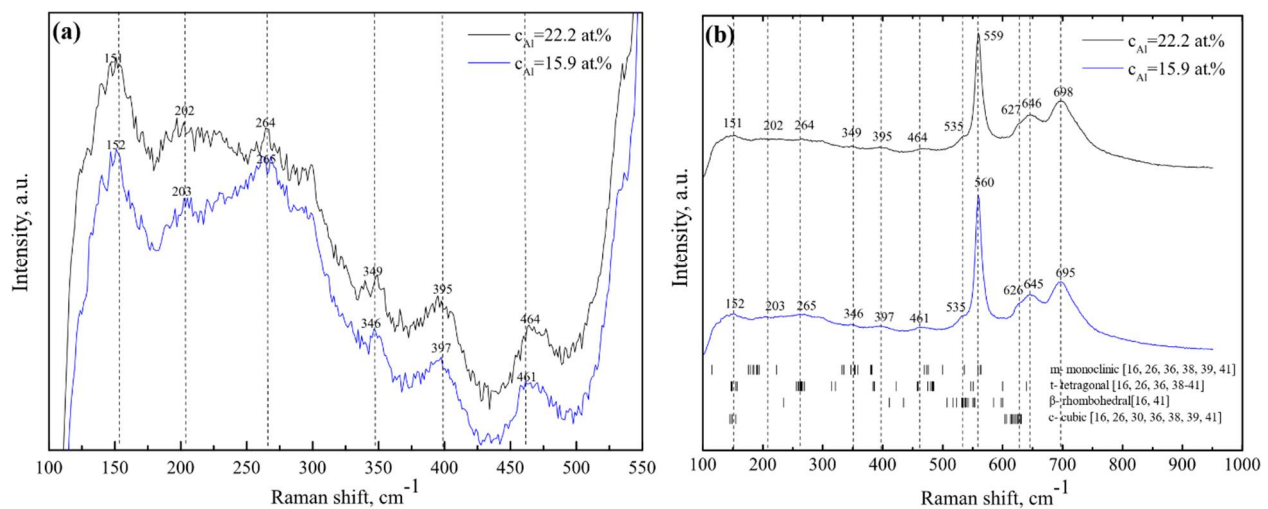 (a)
c_Al=22.2 at.%
c_Al=15.9 at.%
151
202
264
152
203
265
349
395
464
346
397
461
Intensity, a.u.
100 150 200 250 300 350 400 450 500 550
Raman shift, cm⁻¹
(b)
c_Al=22.2 at.%
c_Al=15.9 at.%
559
151 202 264 349 395 464 535 627 646 698
560
152 203 265 346 397 461 535 626 645 695
m- monoclinic [16, 26, 36, 38, 39, 41]
t- tetragonal [16, 26, 36, 38-41]
β- rhombohedral[16, 41]
c- cubic [16, 26, 30, 36, 38, 39, 41]
Intensity, a.u.
100 200 300 400 500 600 700 800 900 1000
Raman shift, cm⁻¹